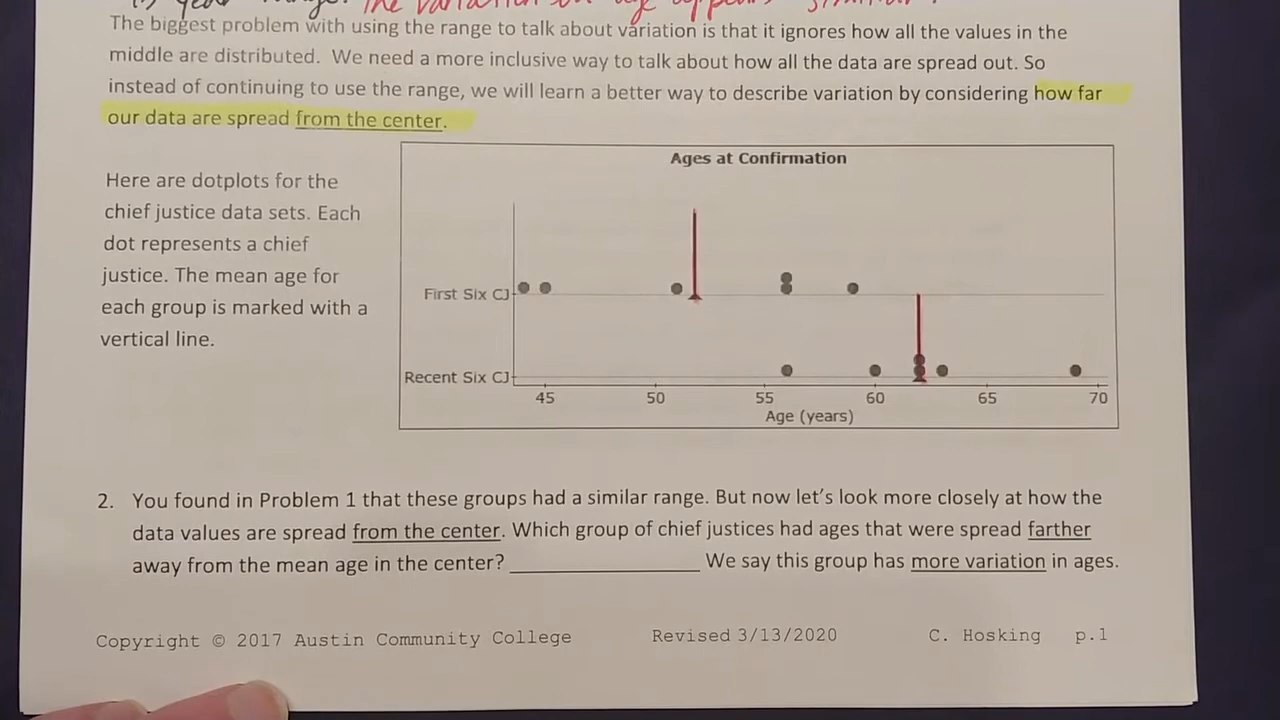 The biggest problem with using the range to talk about variation is that it ignores how all the values in the
middle are distributed. We need a more inclusive way to talk about how all the data are spread out. So
instead of continuing to use the range, we will learn a better way to describe variation by considering how far
our data are spread from the center.
Here are dotplots for the
chief justice data sets. Each
dot represents a chief
justice. The mean age for
each group is marked with a
vertical line.
Ages at Confirmation
First Six CJ
Recent Six CJ
45 50 55 60 65 70
Age (years)
2. You found in Problem 1 that these groups had a similar range. But now let's look more closely at how the
data values are spread from the center. Which group of chief justices had ages that were spread farther
away from the mean age in the center? ____________________ We say this group has more variation in ages.
Copyright © 2017 Austin Community College Revised 3/13/2020 C. Hosking p.1